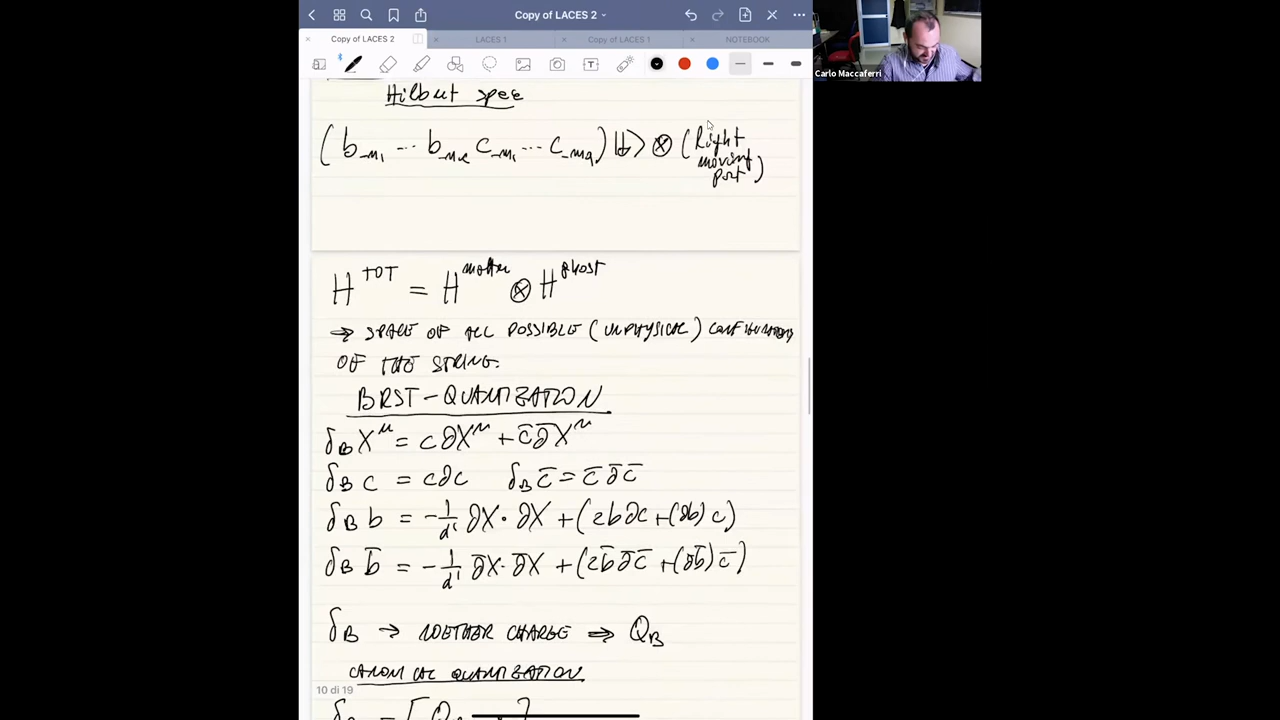 Copy of LACES 2
Copy of LACES 2
LACES 1
Copy of LACES 1
NOTEBOOK
Carlo Maccaferri
Hilbert spce
(b_{-m_1} ... b_{-m_k} c_{-m_1} ... c_{-m_q}) |↓> ⊗ (Right moving part)
H^{TOT} = H^{matter} ⊗ H^{ghost}
→ SPACE OF ALL POSSIBLE (UNPHYSICAL) CONFIGURATIONS
OF THE STRING.
BRST-QUANTIZATION
δ_B X^μ = c∂X^μ + c̄∂̄X^μ
δ_B c = c∂c δ_B c̄ = c̄∂̄c̄
δ_B b = -1/α' ∂X·∂X + (2b∂c + (∂b)c)
δ_B b̄ = -1/α' ∂̄X·∂̄X + (2b̄∂̄c̄ + (∂b̄)c̄)
δ_B → NOETHER CHARGE ⇒ Q_B
CANONICAL QUANTIZATION
10 di 19